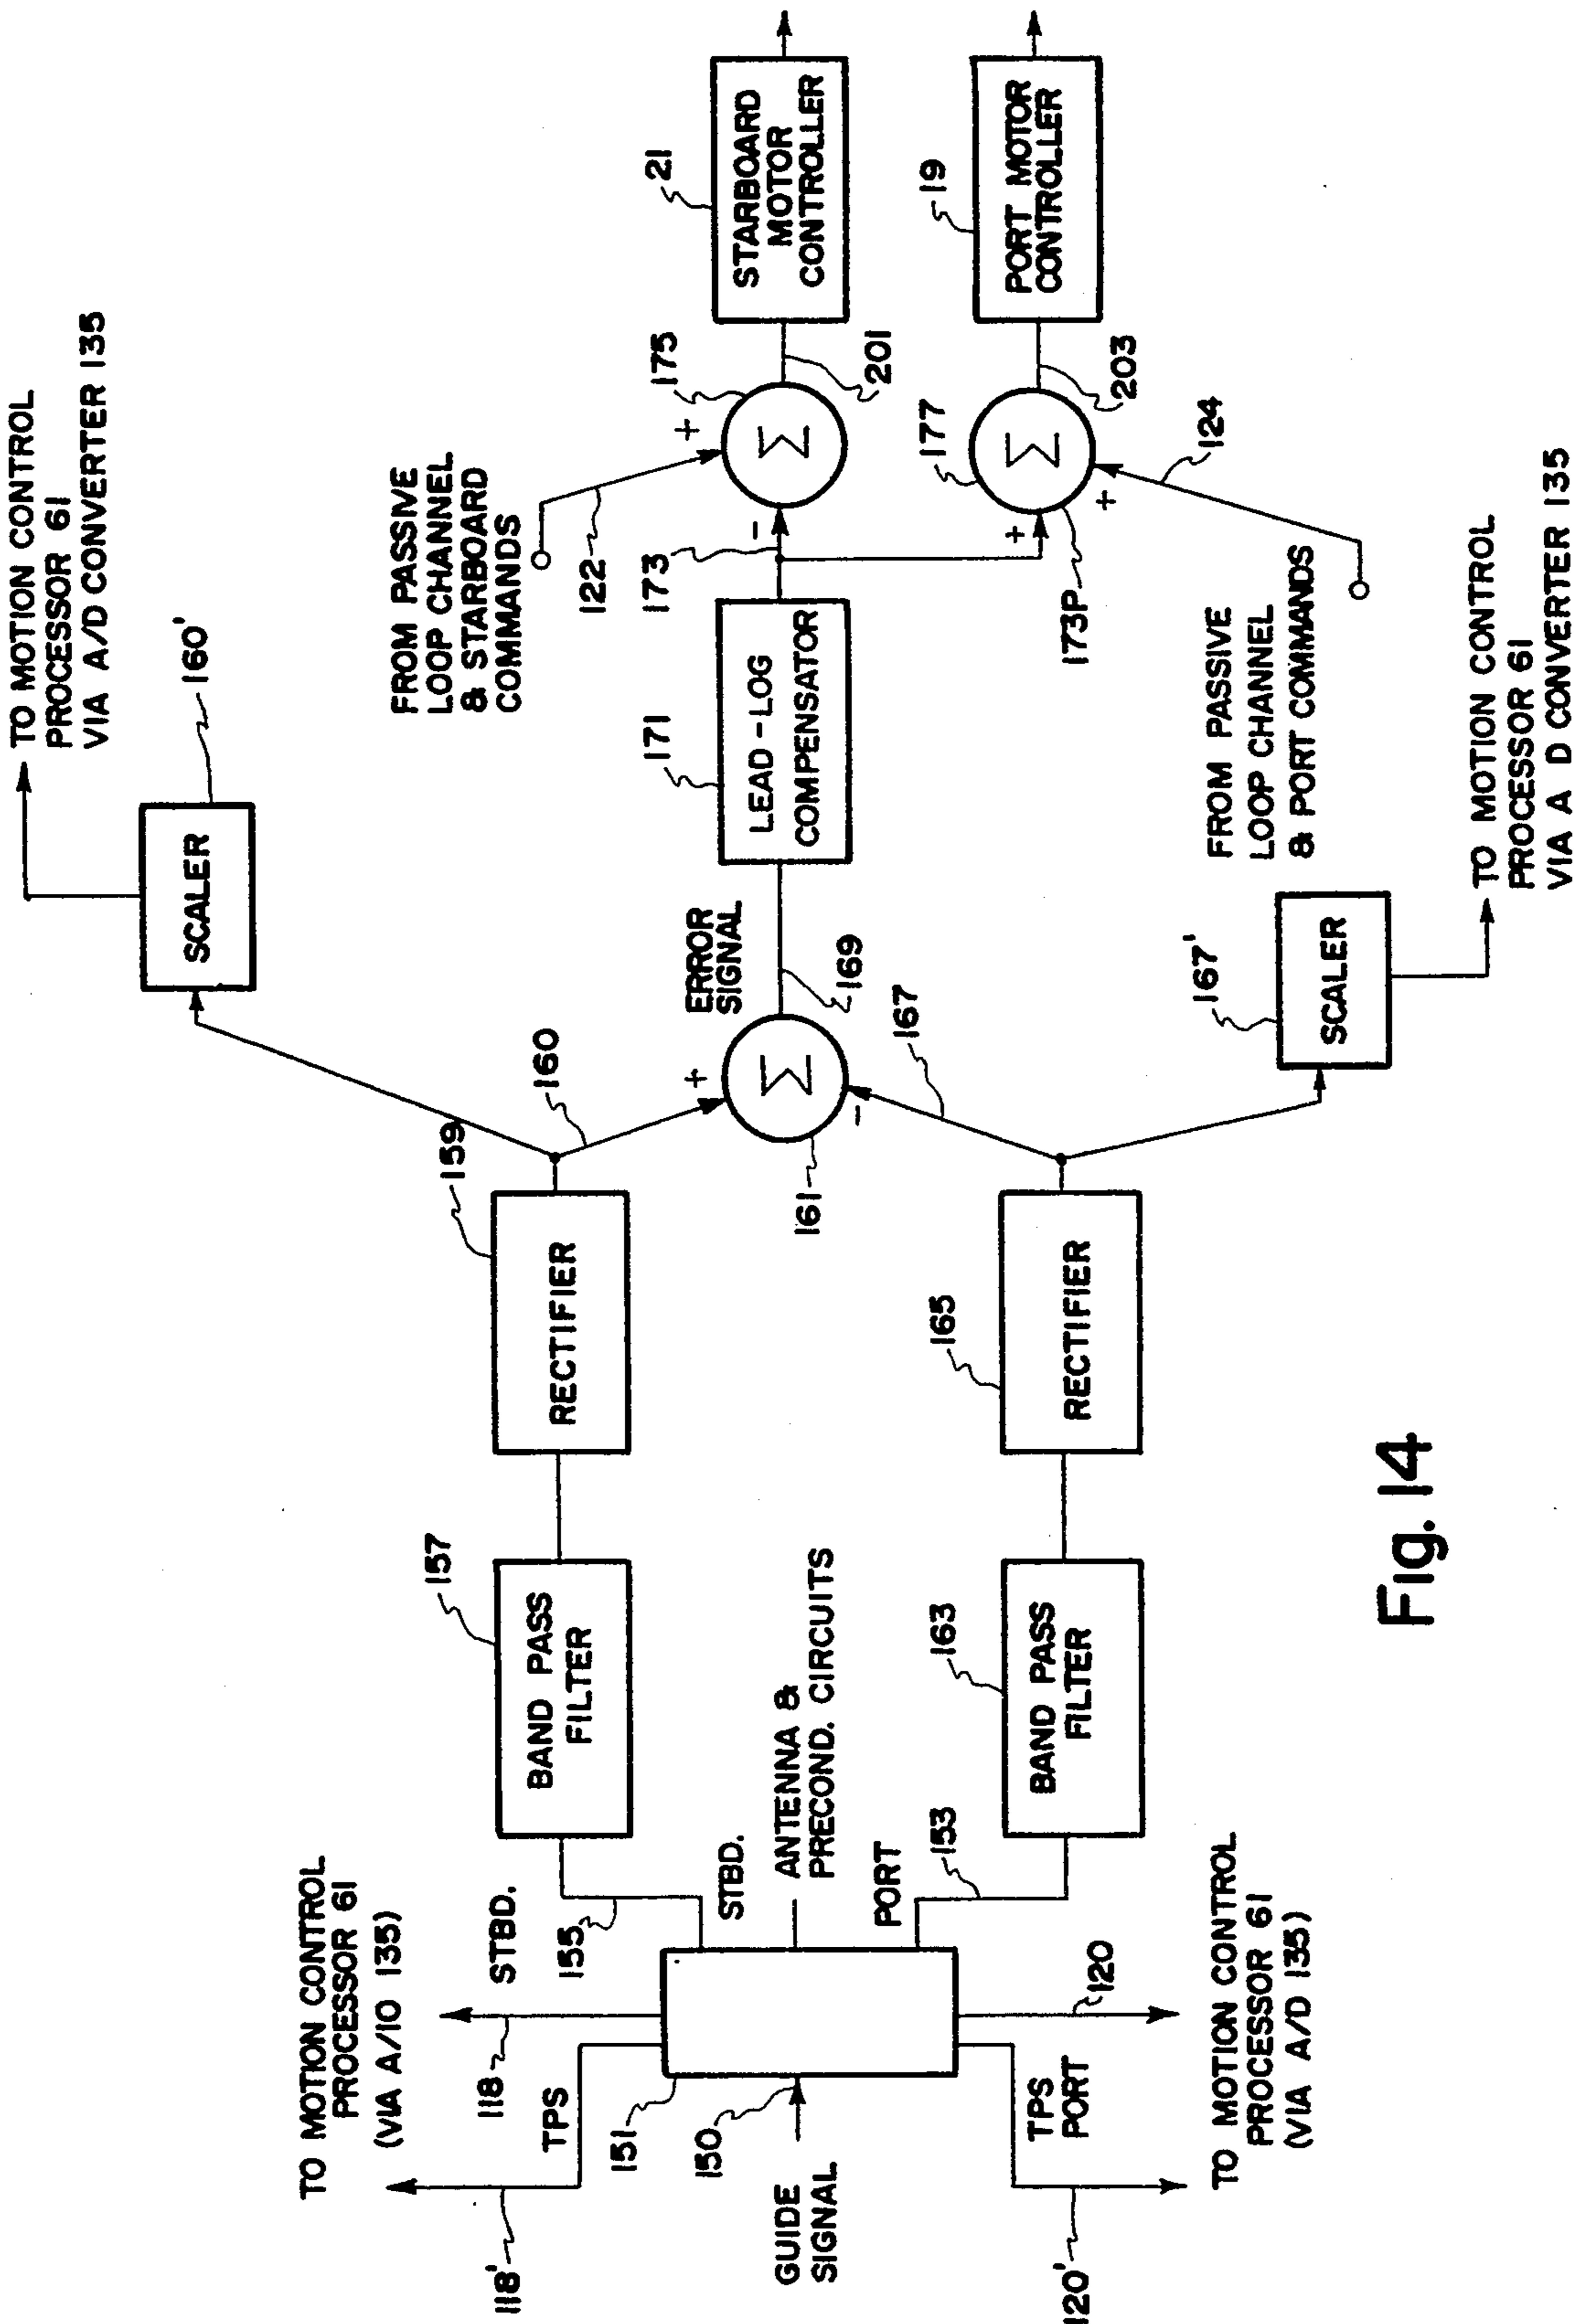 TO MOTION CONTROL
PROCESSOR 61
VIA A/D CONVERTER 135
SCALER
160'
FROM PASSIVE
LOOP CHANNEL
& STARBOARD
COMMANDS
122
175
+
Σ
-
201
21
STARBOARD
MOTOR
CONTROLLER
173
171
LEAD-LOG
COMPENSATOR
177
Σ
+
+
173P
203
124
19
PORT MOTOR
CONTROLLER
FROM PASSIVE
LOOP CHANNEL
& PORT COMMANDS
TO MOTION CONTROL
PROCESSOR 61
VIA A D CONVERTER 135
167'
SCALER
ERROR
SIGNAL
169
160
+
Σ
-
161
167
159
RECTIFIER
165
RECTIFIER
157
BAND PASS
FILTER
163
BAND PASS
FILTER
TO MOTION CONTROL
PROCESSOR 61
(VIA A/IO 135)
STBD.
155
STBD.
ANTENNA &
PRECOND. CIRCUITS
PORT
153
118
118'
TPS
151
150
GUIDE
SIGNAL
120
TPS
PORT
120'
TO MOTION CONTROL
PROCESSOR 61
(VIA A/D 135)
Fig. 14